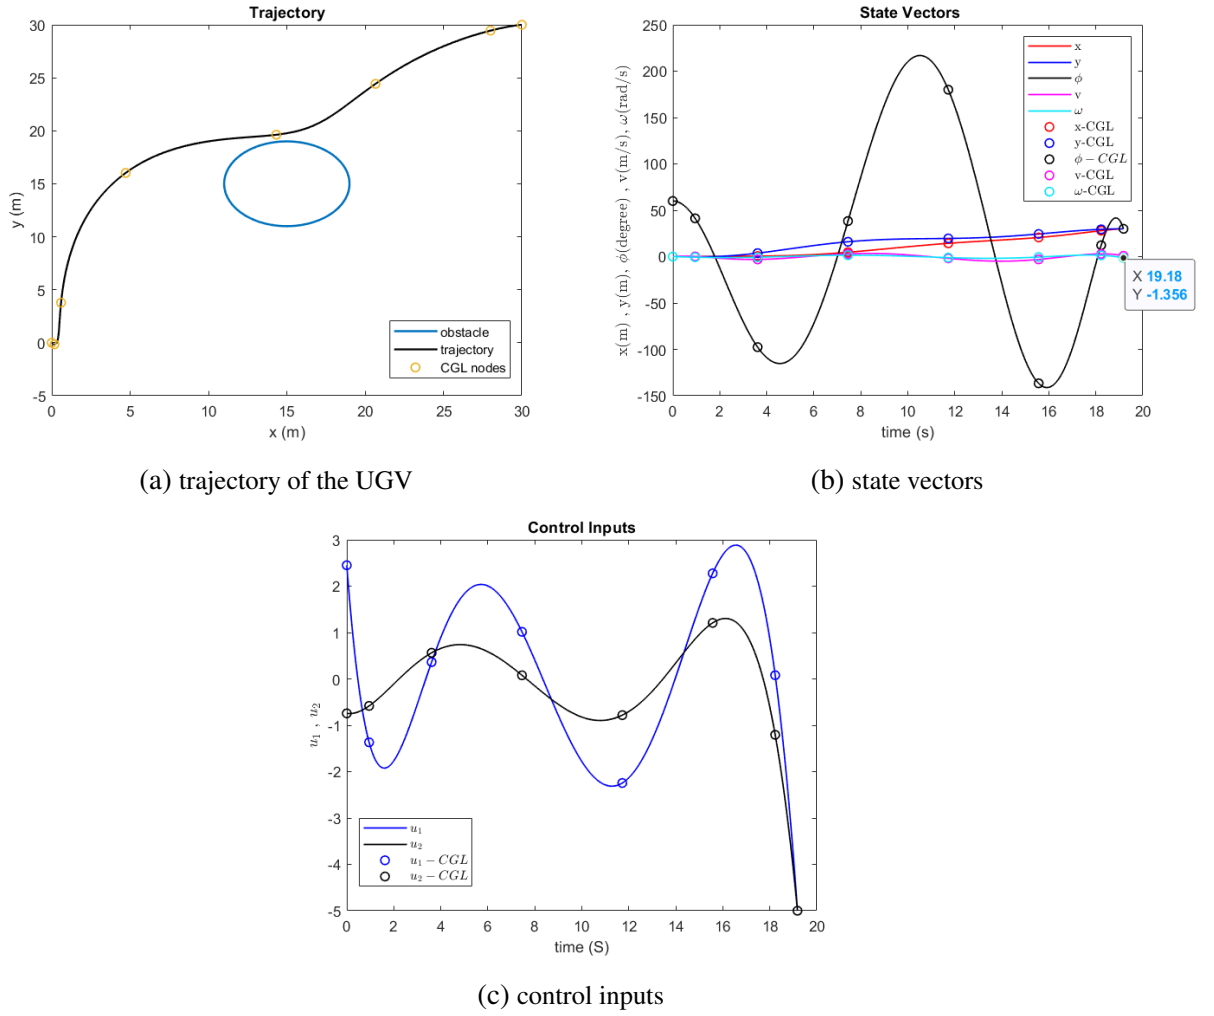 Trajectory
30
25
20
15
10
5
0
-5
0 5 10 15 20 25 30
y (m)
x (m)
obstacle
trajectory
CGL nodes
(a) trajectory of the UGV
State Vectors
250
200
150
100
50
0
-50
-100
-150
0 2 4 6 8 10 12 14 16 18 20
x(m) , y(m), ϕ(degree) , v(m/s), ω(rad/s)
time (s)
x
y
ϕ
v
ω
x-CGL
y-CGL
ϕ − CGL
v-CGL
ω-CGL
X 19.18
Y -1.356
(b) state vectors
Control Inputs
3
2
1
0
-1
-2
-3
-4
-5
0 2 4 6 8 10 12 14 16 18 20
u₁ , u₂
time (S)
u₁
u₂
u₁ − CGL
u₂ − CGL
(c) control inputs